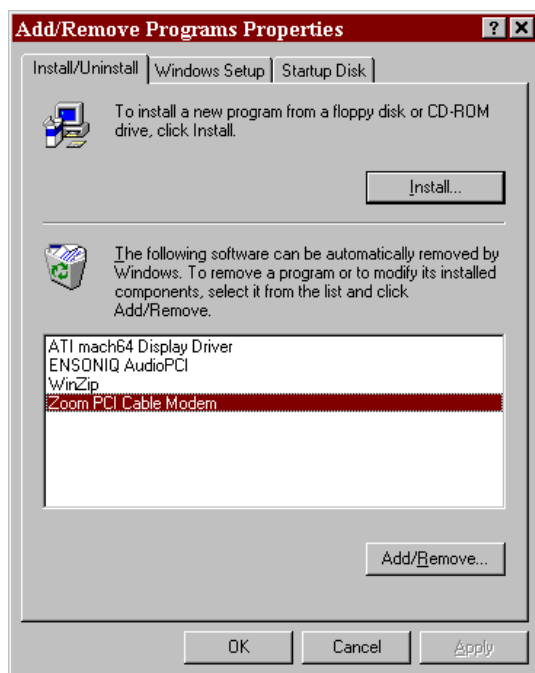 Add/Remove Programs Properties
? X
Install/Uninstall Windows Setup Startup Disk
To install a new program from a floppy disk or CD-ROM
drive, click Install.
Install...
The following software can be automatically removed by
Windows. To remove a program or to modify its installed
components, select it from the list and click
Add/Remove.
ATI mach64 Display Driver
ENSONIQ AudioPCI
WinZip
Zoom PCI Cable Modem
Add/Remove...
OK Cancel Apply